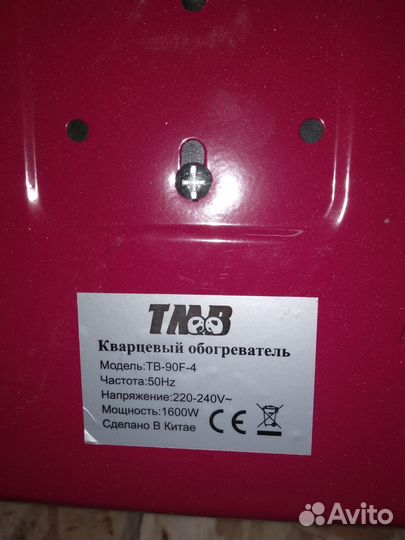 TMB
Кварцевый обогреватель
Модель:TB-90F-4
Частота:50Hz
Напряжение:220-240V~
Мощность:1600W
Сделано В Китае
CE
Avito